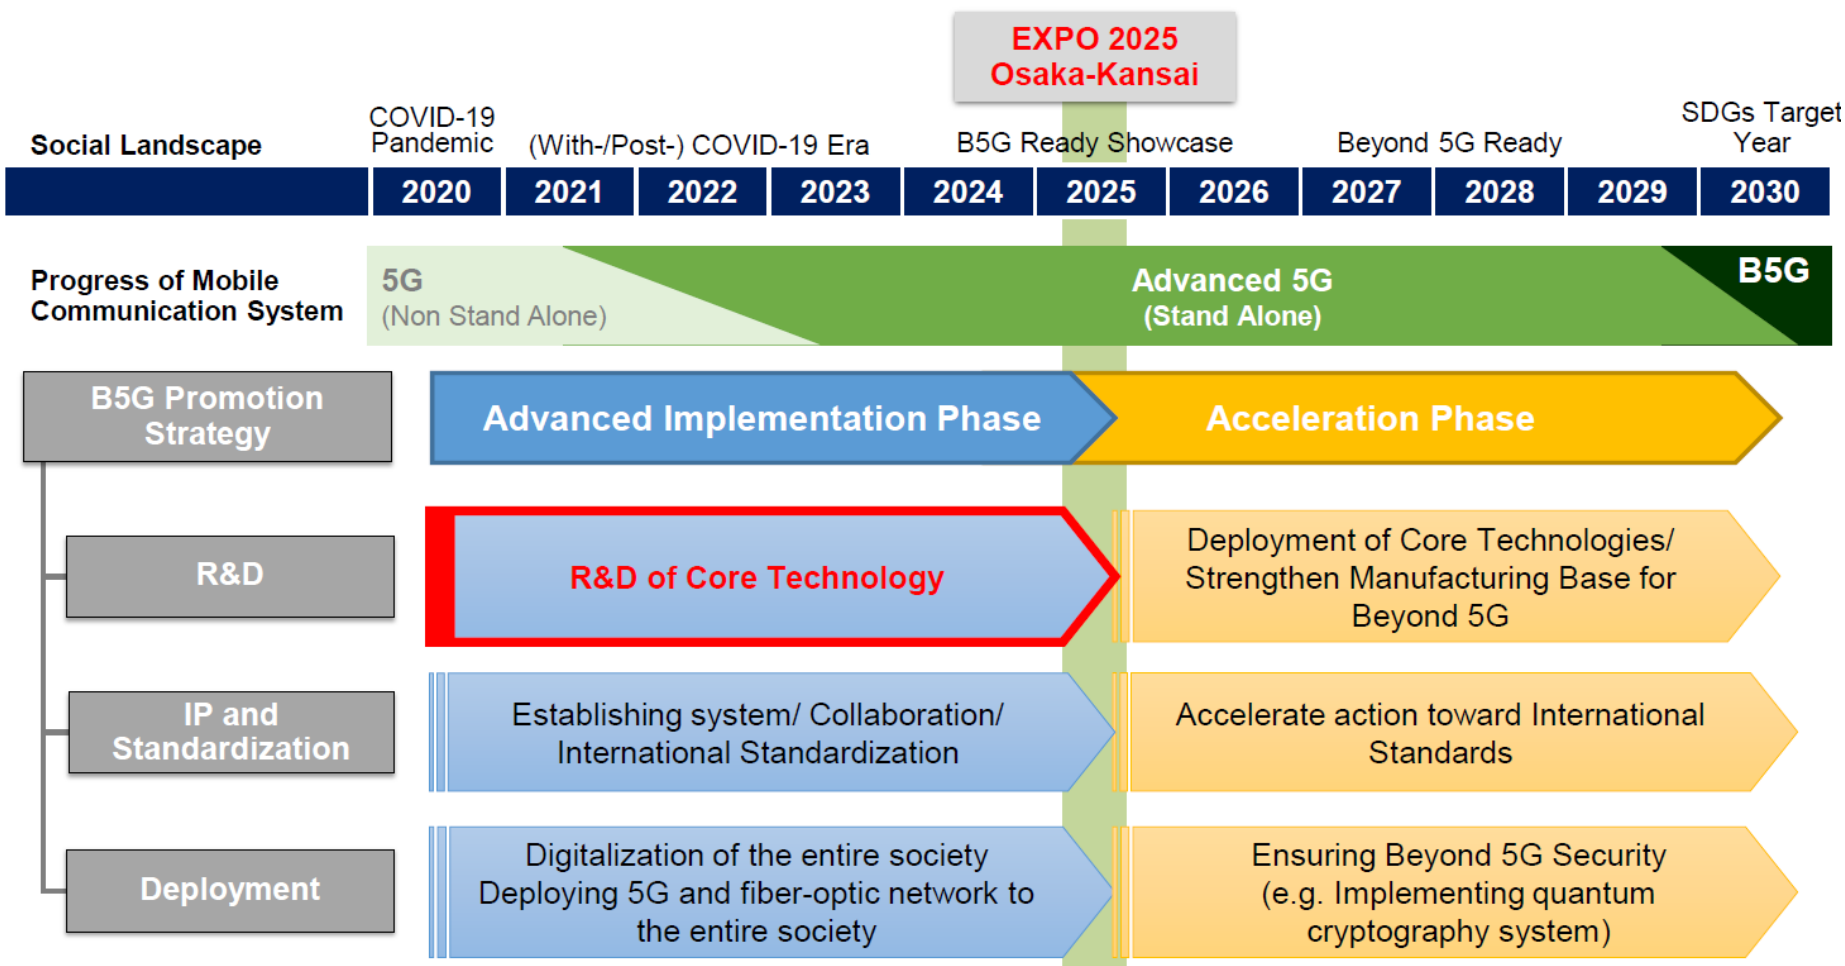 EXPO 2025
Osaka-Kansai
Social Landscape
COVID-19
Pandemic
(With-/Post-) COVID-19 Era
B5G Ready Showcase
Beyond 5G Ready
SDGs Target
Year
2020 2021 2022 2023 2024 2025 2026 2027 2028 2029 2030
Progress of Mobile
Communication System
5G
(Non Stand Alone)
Advanced 5G
(Stand Alone)
B5G
B5G Promotion
Strategy
Advanced Implementation Phase
Acceleration Phase
R&D
R&D of Core Technology
Deployment of Core Technologies/
Strengthen Manufacturing Base for
Beyond 5G
IP and
Standardization
Establishing system/ Collaboration/
International Standardization
Accelerate action toward International
Standards
Deployment
Digitalization of the entire society
Deploying 5G and fiber-optic network to
the entire society
Ensuring Beyond 5G Security
(e.g. Implementing quantum
cryptography system)